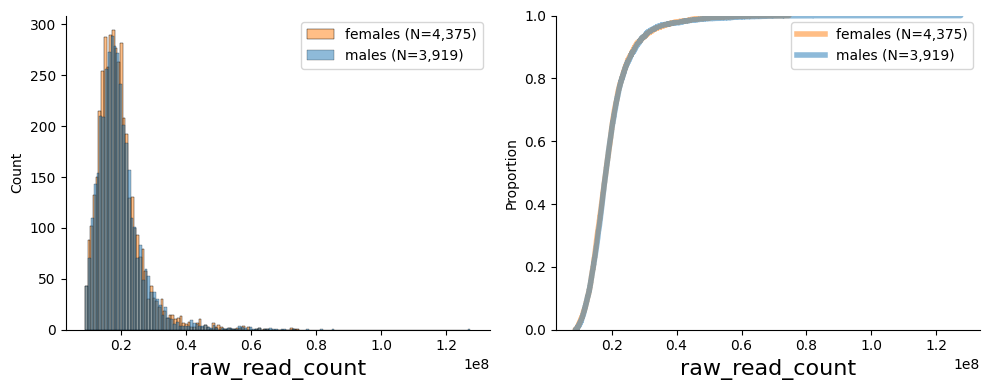 300
250
200
150
100
50
0
Count
females (N=4,375)
males (N=3,919)
0.2 0.4 0.6 0.8 1.0 1.2
1e8
raw_read_count
1.0
0.8
0.6
0.4
0.2
0.0
Proportion
females (N=4,375)
males (N=3,919)
0.2 0.4 0.6 0.8 1.0 1.2
1e8
raw_read_count